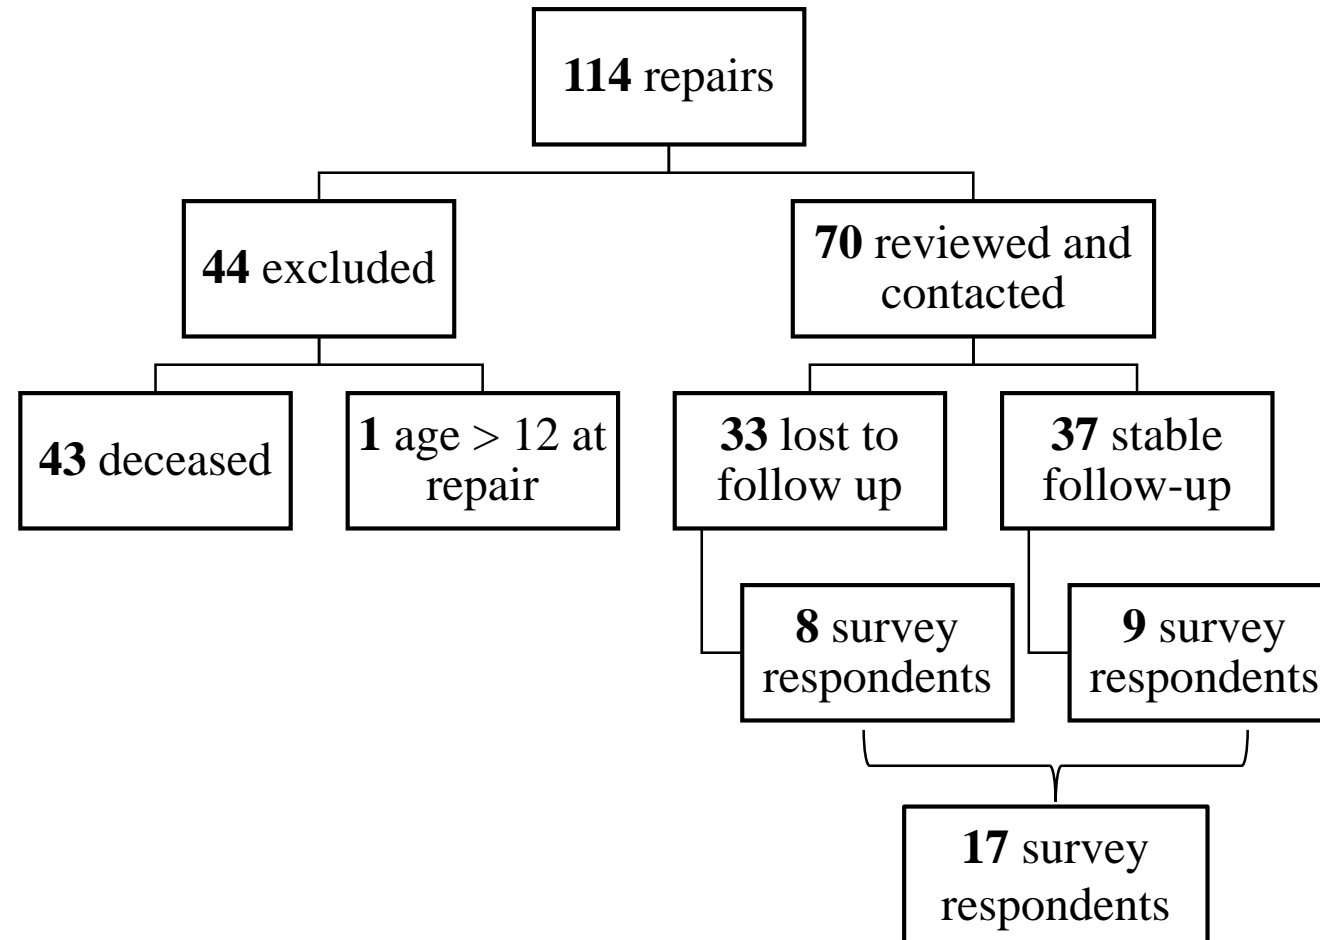 114 repairs
44 excluded
70 reviewed and
contacted
43 deceased
1 age > 12 at
repair
33 lost to
follow up
37 stable
follow-up
8 survey
respondents
9 survey
respondents
17 survey
respondents